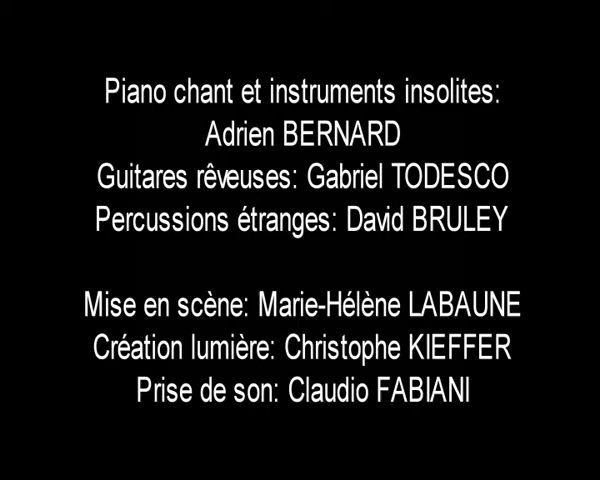 Piano chant et instruments insolites:
Adrien BERNARD
Guitares rêveuses: Gabriel TODESCO
Percussions étranges: David BRULEY
Mise en scène: Marie-Hélène LABAUNE
Création lumière: Christophe KIEFFER
Prise de son: Claudio FABIANI